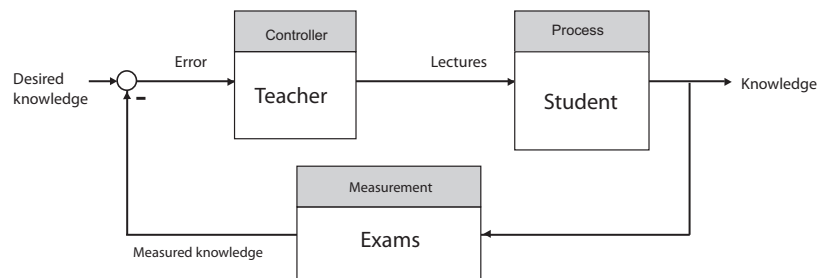 Controller
Process
Error
Lectures
Desired
knowledge
Teacher
Student
Knowledge
-
Measurement
Measured knowledge
Exams